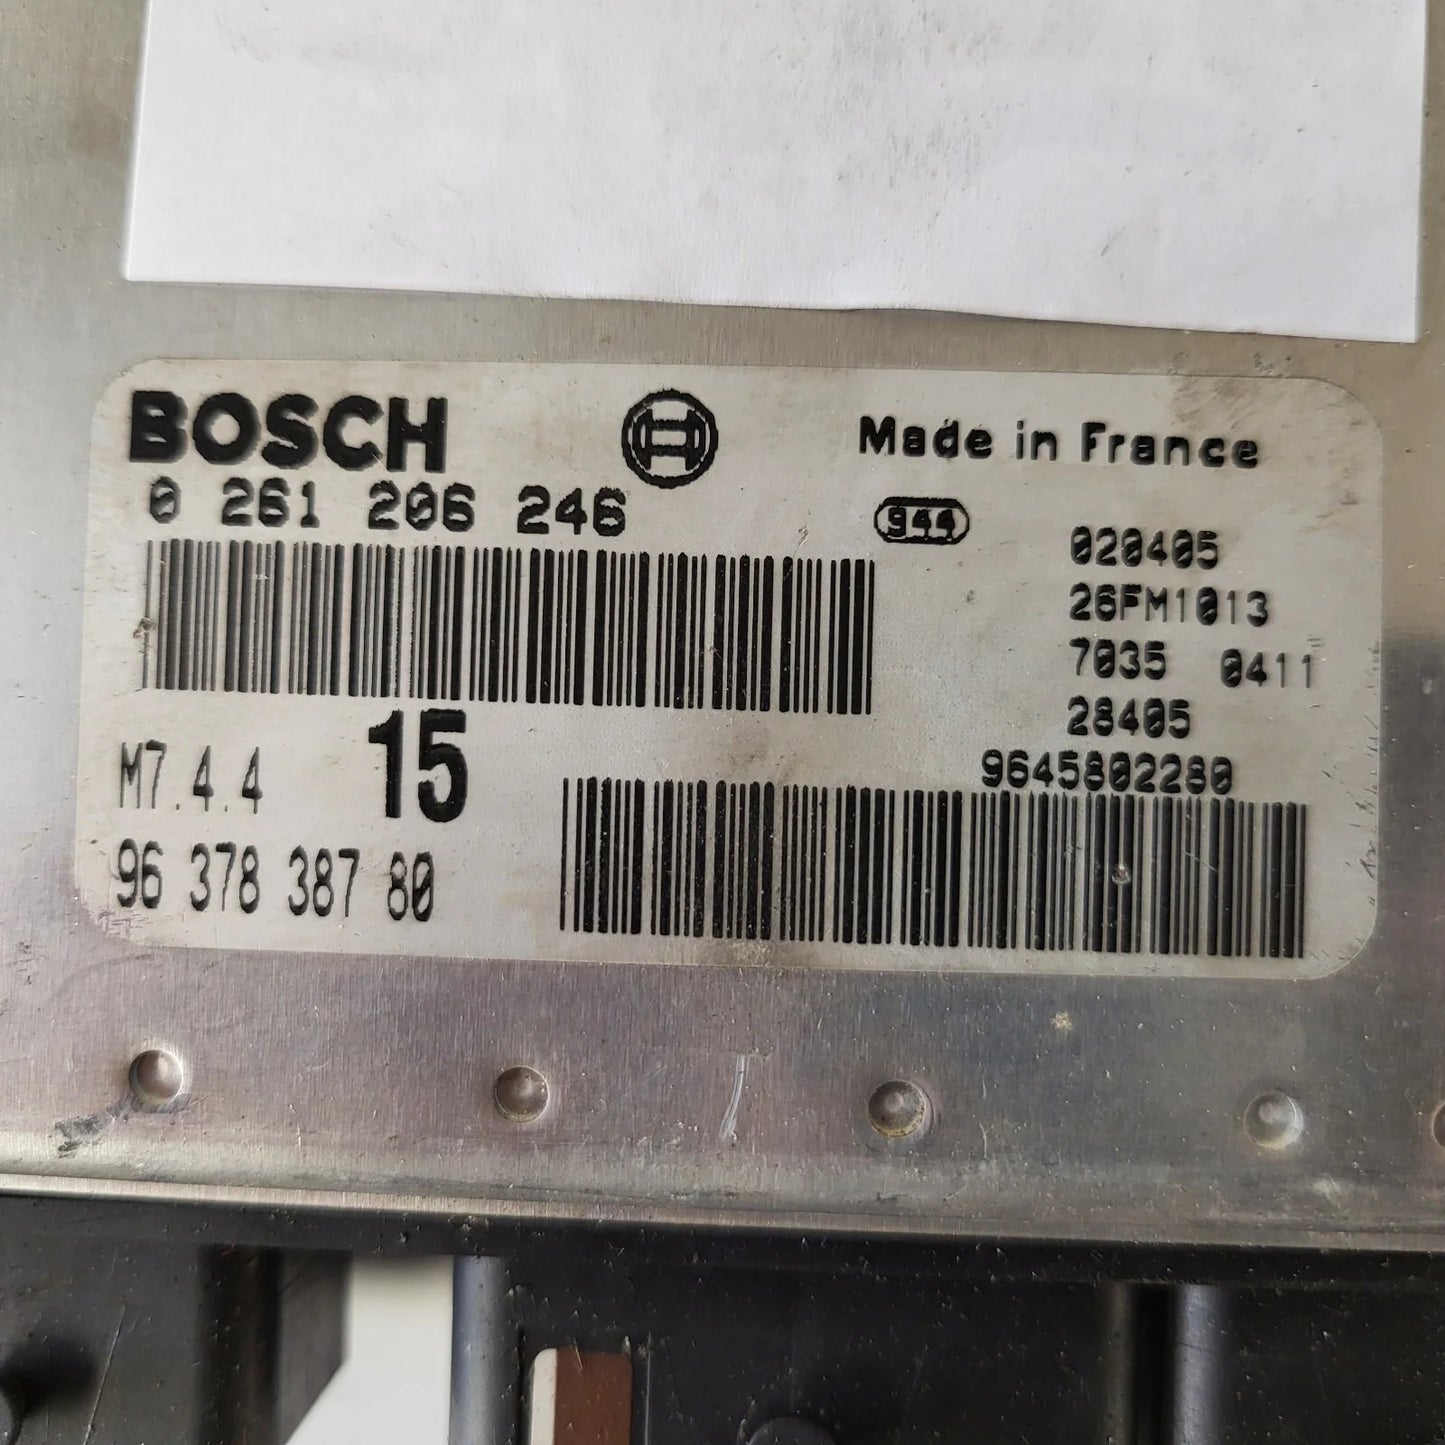 BOSCH
Made in France
0 261 206 246
944
020405
26FM1013
7035 0411
28405
M7.4.4
15
9645802280
96 378 387 80